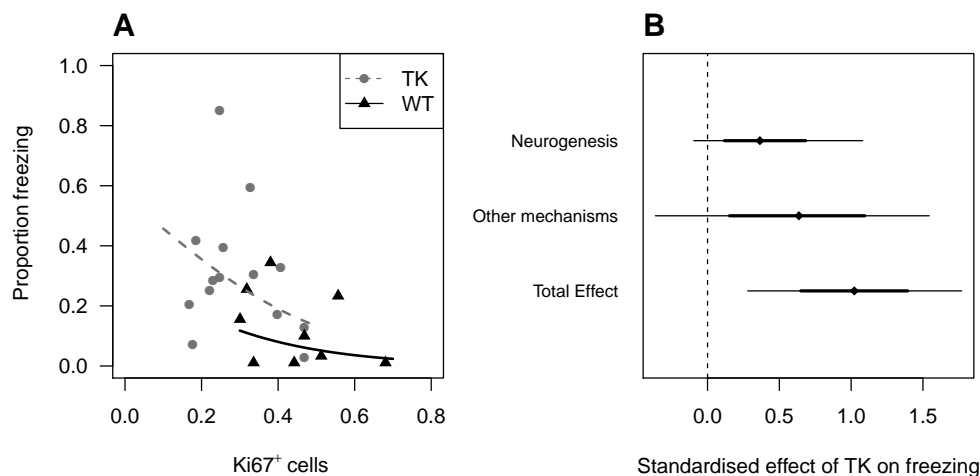 A
Proportion freezing
1.0
0.8
0.6
0.4
0.2
0.0
TK
WT
0.0 0.2 0.4 0.6 0.8
Ki67+ cells
B
Neurogenesis
Other mechanisms
Total Effect
0.0 0.5 1.0 1.5
Standardised effect of TK on freezing